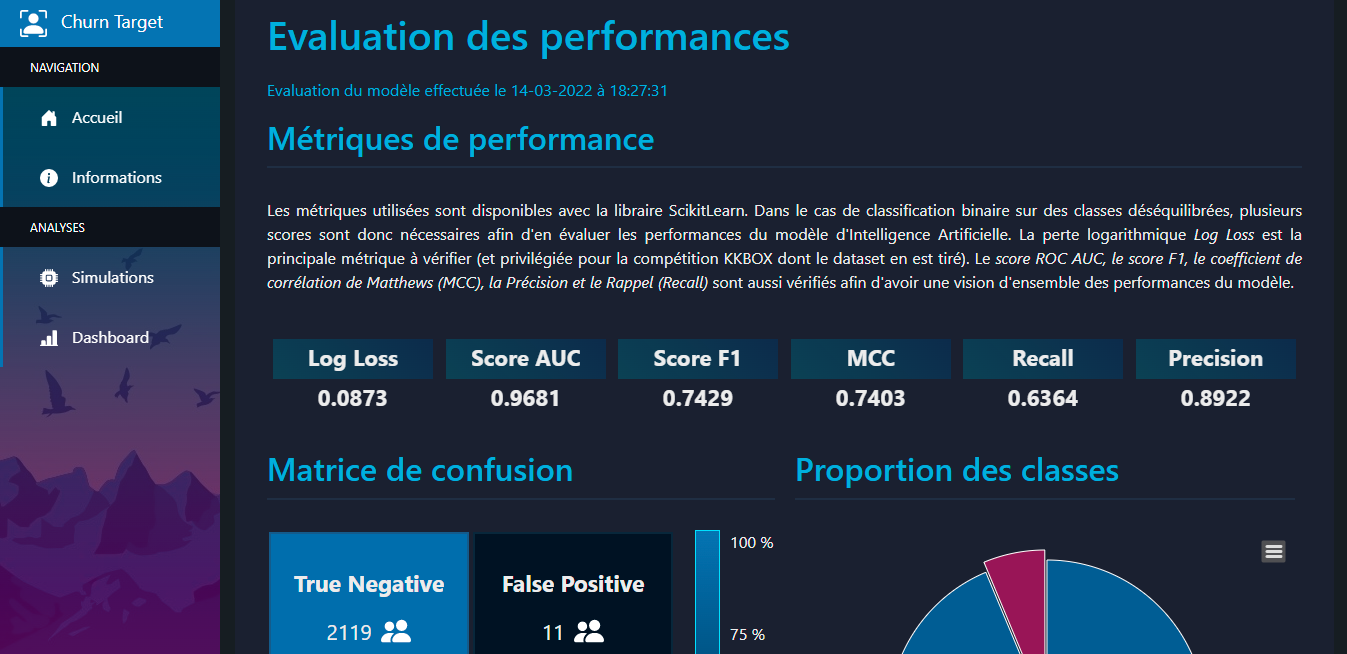 Churn Target
NAVIGATION
Accueil
Informations
ANALYSES
Simulations
Dashboard
Evaluation des performances
Evaluation du modèle effectuée le 14-03-2022 à 18:27:31
Métriques de performance
Les métriques utilisées sont disponibles avec la libraire ScikitLearn. Dans le cas de classification binaire sur des classes déséquilibrées, plusieurs
scores sont donc nécessaires afin d'en évaluer les performances du modèle d'Intelligence Artificielle. La perte logarithmique Log Loss est la
principale métrique à vérifier (et privilégiée pour la compétition KKBOX dont le dataset en est tiré). Le score ROC AUC, le score F1, le coefficient de
corrélation de Matthews (MCC), la Précision et le Rappel (Recall) sont aussi vérifiés afin d'avoir une vision d'ensemble des performances du modèle.
Log Loss Score AUC Score F1 MCC Recall Precision
0.0873 0.9681 0.7429 0.7403 0.6364 0.8922
Matrice de confusion
True Negative False Positive
2119 11
100 %
75 %
Proportion des classes